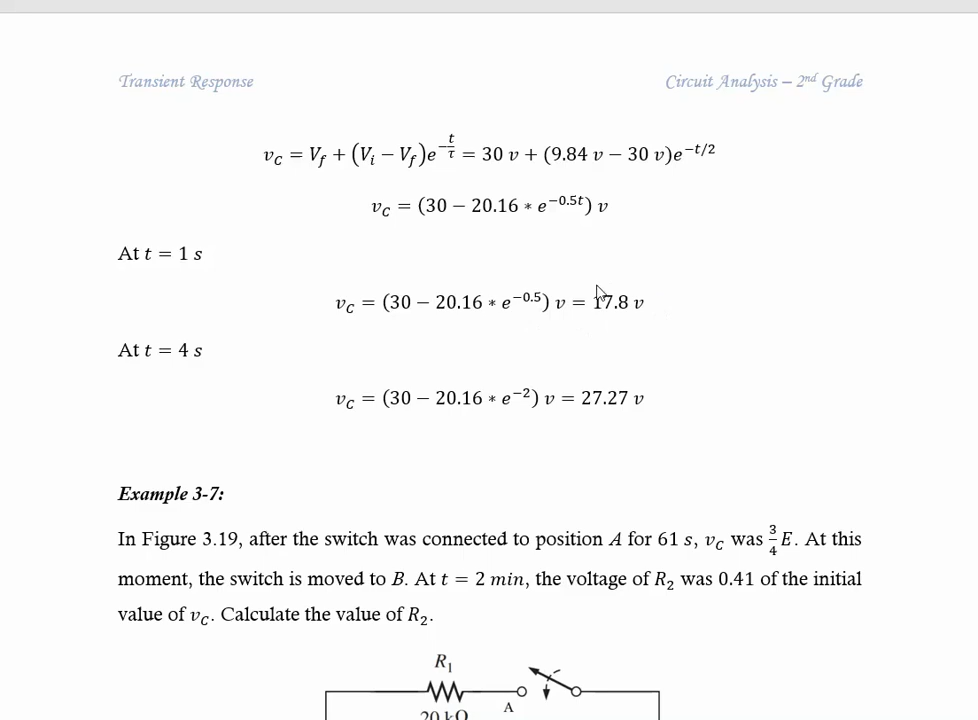 Transient Response Circuit Analysis – 2nd Grade
v_C = V_f + (V_i − V_f)e^{−t/τ} = 30 v + (9.84 v − 30 v)e^{−t/2}
v_C = (30 − 20.16 * e^{−0.5t}) v
At t = 1 s
v_C = (30 − 20.16 * e^{−0.5}) v = 17.8 v
At t = 4 s
v_C = (30 − 20.16 * e^{−2}) v = 27.27 v
Example 3-7:
In Figure 3.19, after the switch was connected to position A for 61 s, v_C was 3/4 E. At this
moment, the switch is moved to B. At t = 2 min, the voltage of R_2 was 0.41 of the initial
value of v_C. Calculate the value of R_2.
R_1
A
20 kΩ